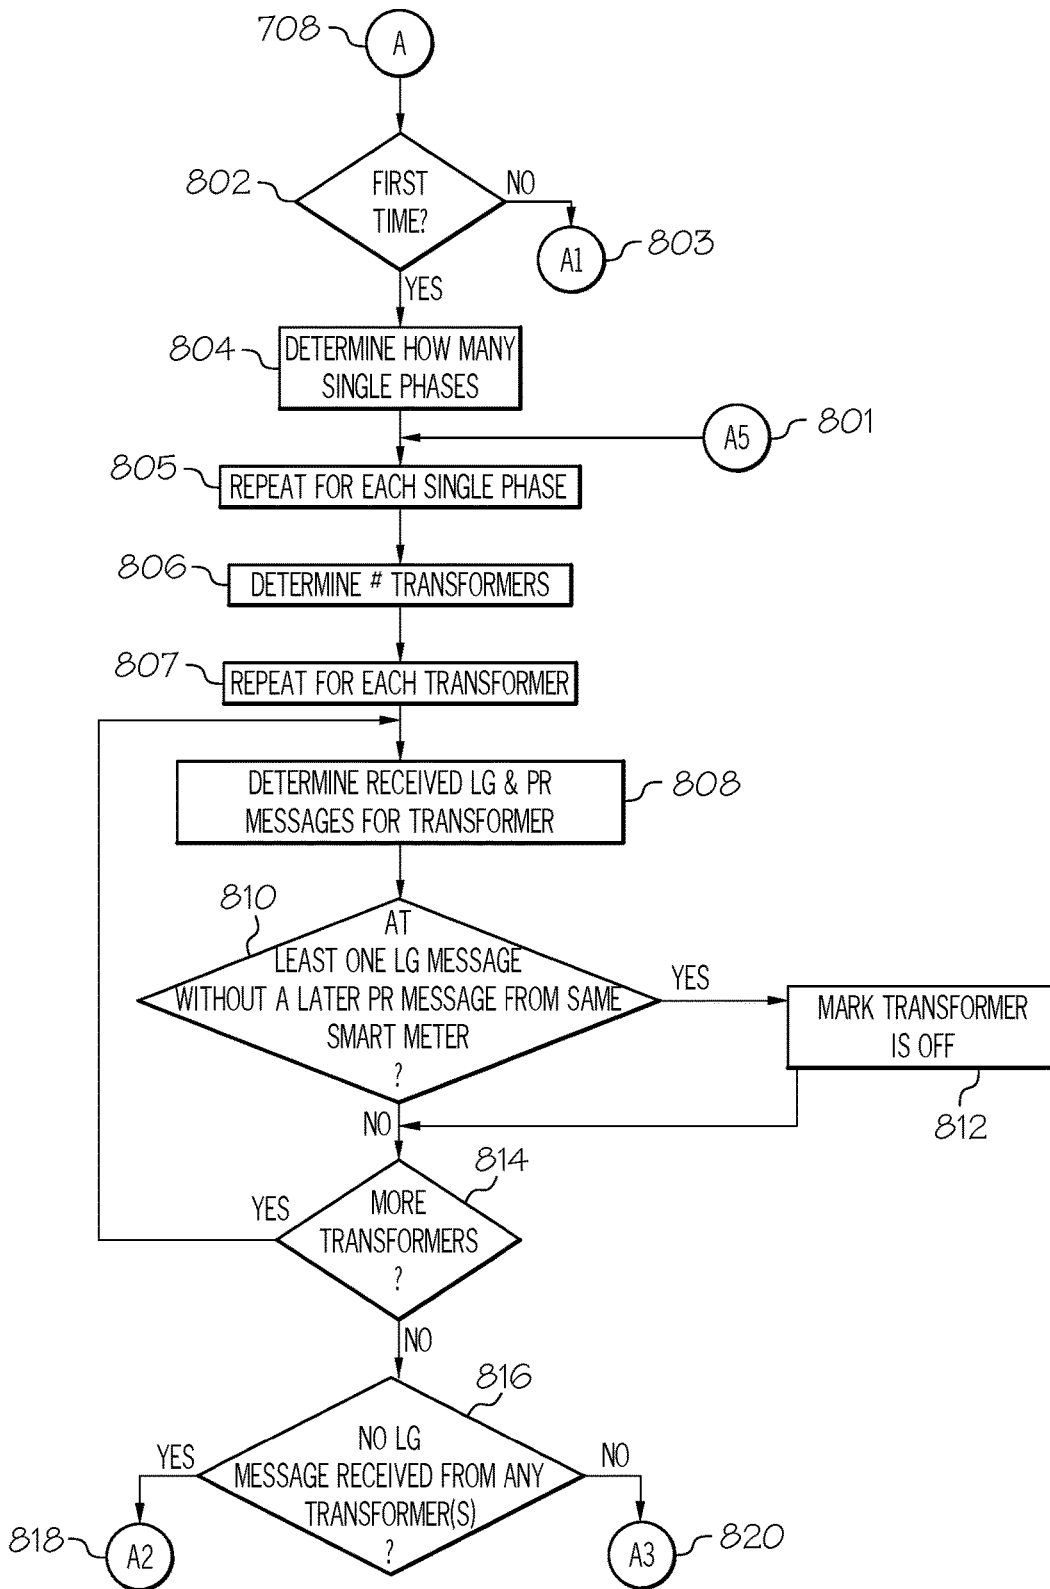 708
A
802
FIRST
TIME?
NO
A1
803
YES
804
DETERMINE HOW MANY
SINGLE PHASES
A5
801
805
REPEAT FOR EACH SINGLE PHASE
806
DETERMINE # TRANSFORMERS
807
REPEAT FOR EACH TRANSFORMER
DETERMINE RECEIVED LG & PR
MESSAGES FOR TRANSFORMER
808
810
AT
LEAST ONE LG MESSAGE
WITHOUT A LATER PR MESSAGE FROM SAME
SMART METER
?
YES
MARK TRANSFORMER
IS OFF
812
NO
814
YES
MORE
TRANSFORMERS
?
NO
816
YES
NO LG
MESSAGE RECEIVED FROM ANY
TRANSFORMER(S)
?
NO
818
A2
A3
820